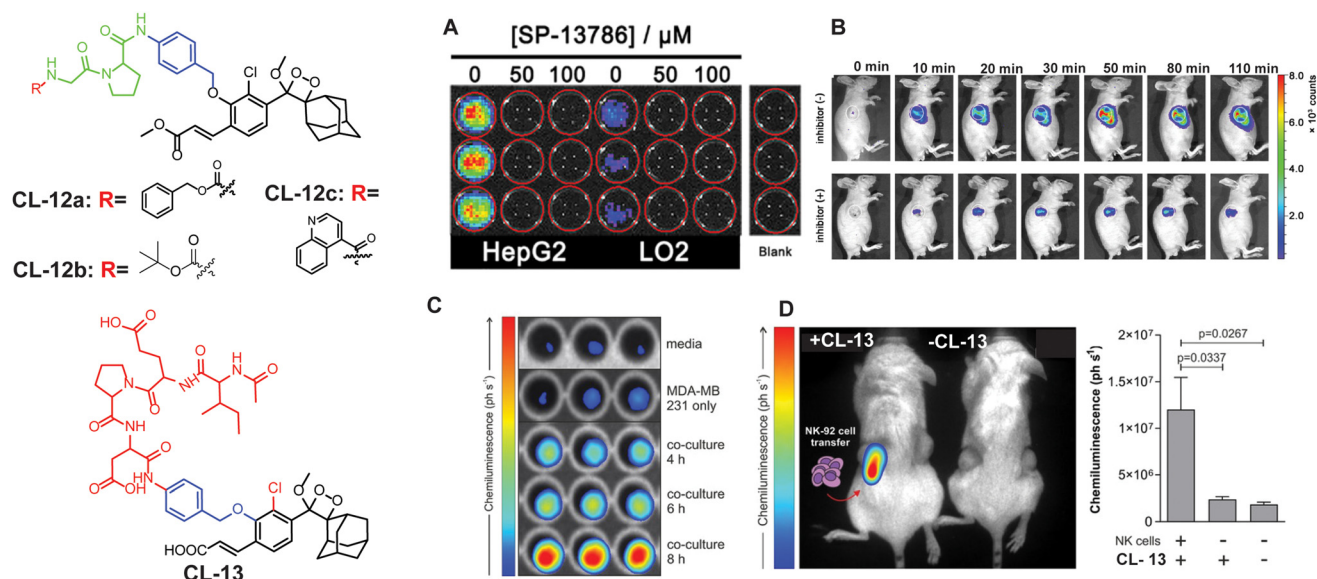 CL-12a: R=
CL-12c: R=
CL-12b: R=
CL-13
A
[SP-13786] / μM
0 50 100 0 50 100
HepG2 LO2
Blank
B
0 min 10 min 20 min 30 min 50 min 80 min 110 min
inhibitor (-)
inhibitor (+)
8.0
6.0
4.0
2.0
× 10³ counts
C
Chemiluminescence (ph s⁻¹)
media
MDA-MB
231 only
co-culture
4 h
co-culture
6 h
co-culture
8 h
D
Chemiluminescence (ph s⁻¹)
+CL-13
-CL-13
NK-92 cell
transfer
Chemiluminescence (ph s⁻¹)
2×10⁷
1.5×10⁷
1×10⁷
5×10⁶
0
p=0.0267
p=0.0337
NK cells + - -
CL-13 + + -
O
H
N
O
O
N
HN
R
O
Cl
O
O
O
O
O
O
O
O
O
N
O
O
HO
O
O
N
O
NH
O
H
N
O
O
NH
O
O
OH
HN
O
Cl
O
O
O
HOOC